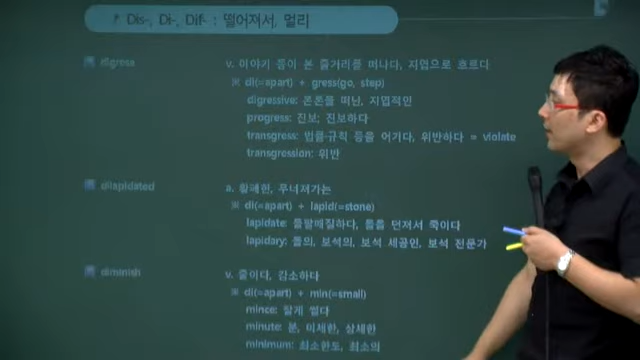 Dis-, Di-, Dif- : 떨어져서, 멀리
digress v. 이야기 등이 본 줄거리를 떠나다, 지엽으로 흐르다
※ di(=apart) + gress(go, step)
digressive: 본론을 떠난, 지엽적인
progress: 진보; 진보하다
transgress: 법률·규칙 등을 어기다, 위반하다 = violate
transgression: 위반
dilapidated a. 황폐한, 무너져가는
※ di(=apart) + lapid(=stone)
lapidate: 돌팔매질하다, 돌을 던져서 죽이다
lapidary: 돌의, 보석의, 보석 세공인, 보석 전문가
diminish v. 줄이다, 감소하다
※ di(=apart) + min(=small)
mince: 잘게 썰다
minute: 분, 미세한, 상세한
minimum: 최소한도, 최소의